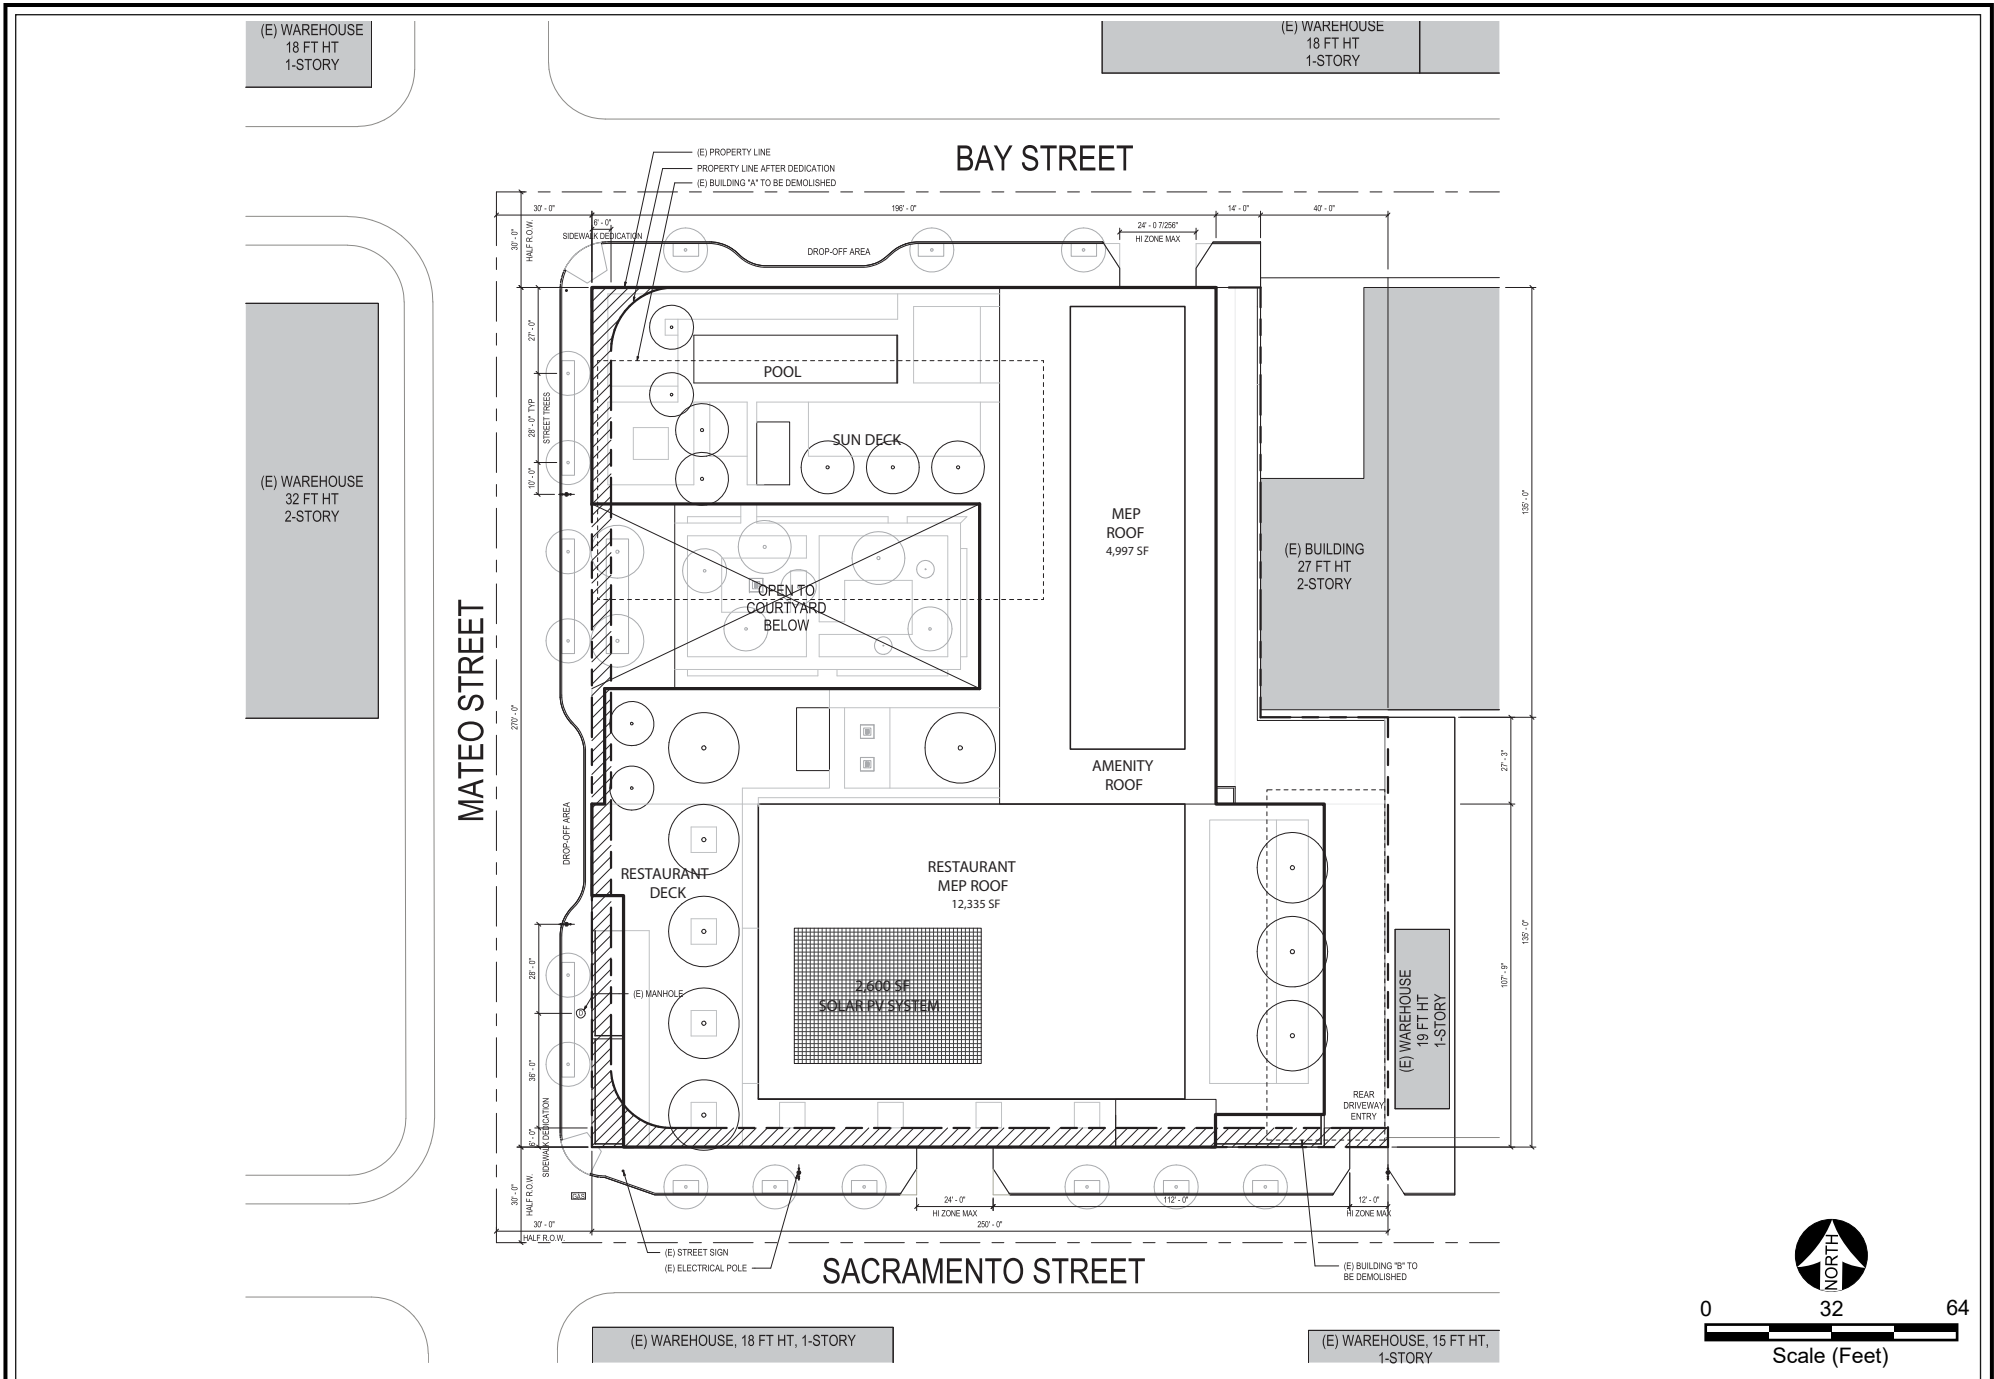 (E) WAREHOUSE
18 FT HT
1-STORY
(E) WAREHOUSE
18 FT HT
1-STORY
BAY STREET
(E) PROPERTY LINE
PROPERTY LINE AFTER DEDICATION
(E) BUILDING "A" TO BE DEMOLISHED
30' - 0"
196' - 0"
14' - 0"
40' - 0"
6' - 0"
SIDEWALK DEDICATION
30' - 0"
HALF R.O.W.
DROP-OFF AREA
24' - 0 7/256"
HI ZONE MAX
27' - 0"
28' - 0" TYP
STREET TREES
10' - 0"
POOL
SUN DECK
(E) WAREHOUSE
32 FT HT
2-STORY
MEP
ROOF
4,997 SF
135' - 0"
(E) BUILDING
27 FT HT
2-STORY
OPEN TO
COURTYARD
BELOW
MATEO STREET
270' - 0"
AMENITY
ROOF
27' - 3"
DROP-OFF AREA
RESTAURANT
DECK
RESTAURANT
MEP ROOF
12,335 SF
135' - 0"
107' - 9"
28' - 0"
(E) MANHOLE
2,600 SF
SOLAR PV SYSTEM
(E) WAREHOUSE
19 FT HT
1-STORY
36' - 0"
REAR
DRIVEWAY
ENTRY
6' - 0"
SIDEWALK DEDICATION
30' - 0"
HALF R.O.W.
GAS
24' - 0"
HI ZONE MAX
112' - 0"
12' - 0"
HI ZONE MAX
30' - 0"
HALF R.O.W.
250' - 0"
(E) STREET SIGN
(E) ELECTRICAL POLE
SACRAMENTO STREET
(E) BUILDING "B" TO
BE DEMOLISHED
(E) WAREHOUSE, 18 FT HT, 1-STORY
(E) WAREHOUSE, 15 FT HT,
1-STORY
NORTH
0 32 64
Scale (Feet)